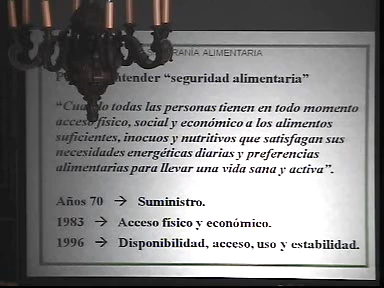 RANÍA ALIMENTARIA
ntender “seguridad alimentaria”
“Cuando todas las personas tienen en todo momento
acceso físico, social y económico a los alimentos
suficientes, inocuos y nutritivos que satisfagan sus
necesidades energéticas diarias y preferencias
alimentarias para llevar una vida sana y activa”.
Años 70 → Suministro.
1983 → Acceso físico y económico.
1996 → Disponibilidad, acceso, uso y estabilidad.